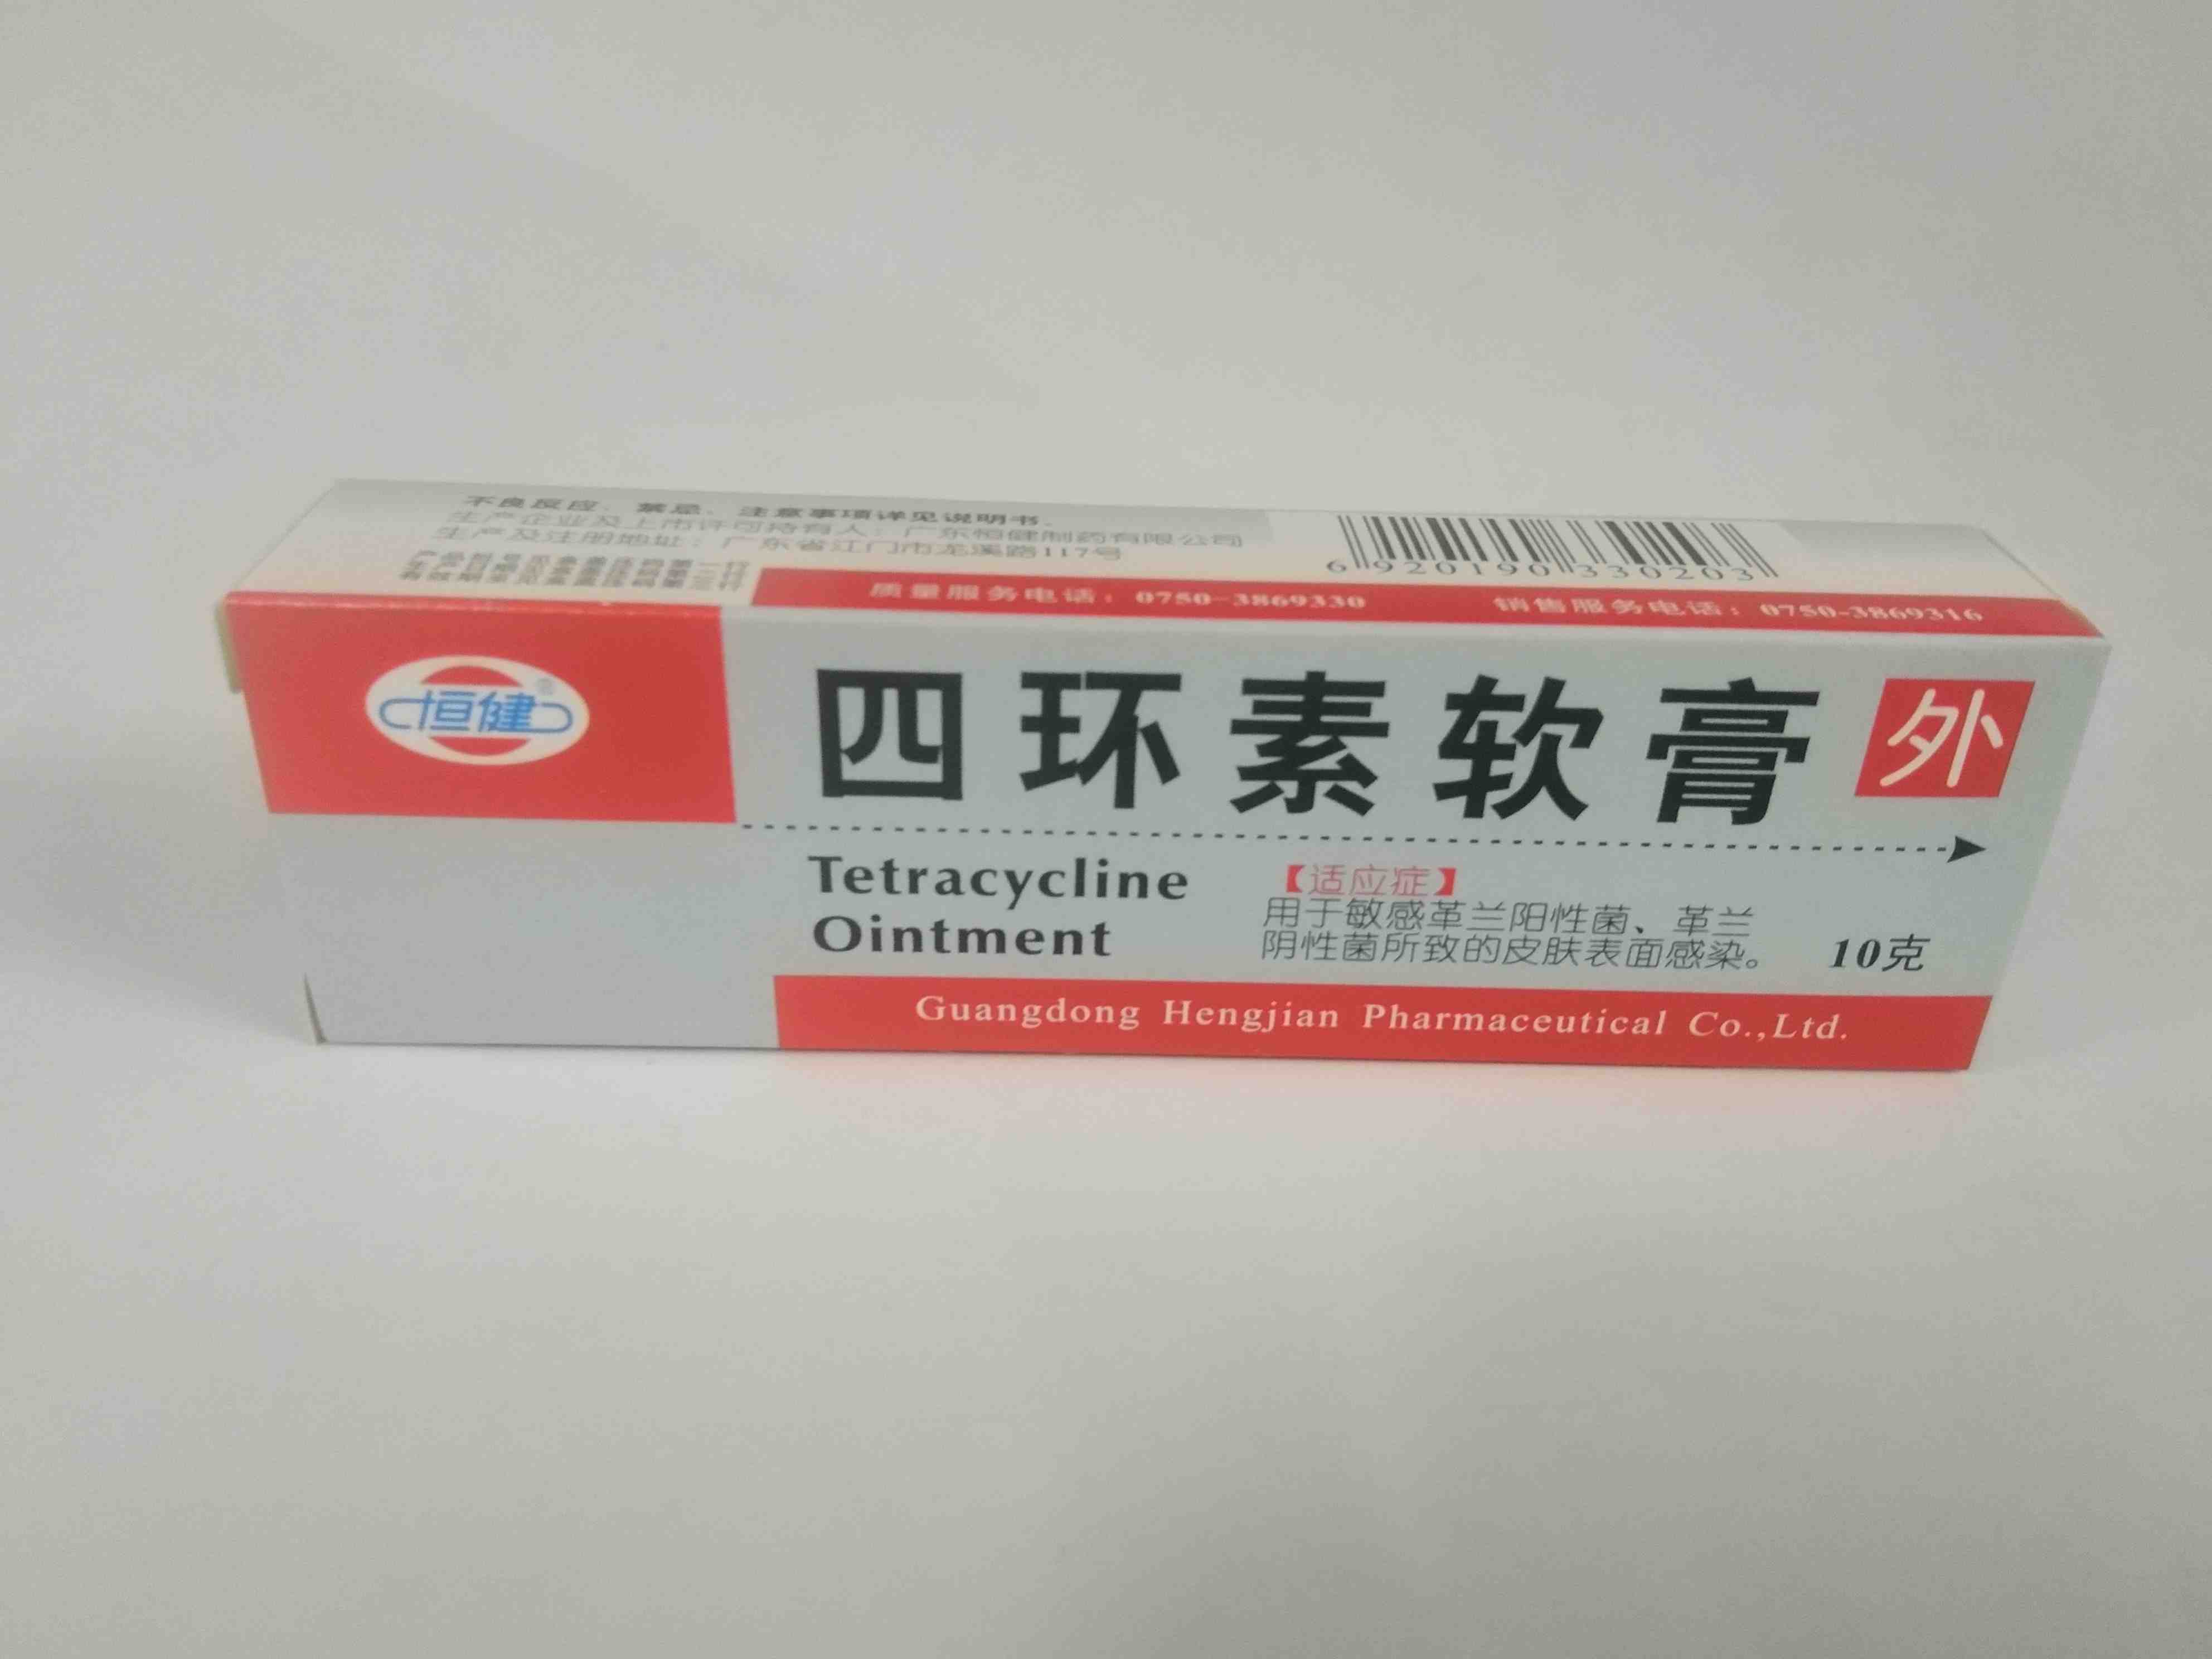 不良反应、禁忌、注意事项详见说明书。
生产企业及上市许可持有人：广东恒健制药有限公司
生产及注册地址：广东省江门市龙溪路117号
6 920190 330203
质量服务电话：0750-3869330 销售服务电话：0750-3869316
恒健®
四环素软膏 外
Tetracycline
Ointment
【适应症】
用于敏感革兰阳性菌、革兰
阴性菌所致的皮肤表面感染。
10克
Guangdong Hengjian Pharmaceutical Co.,Ltd.